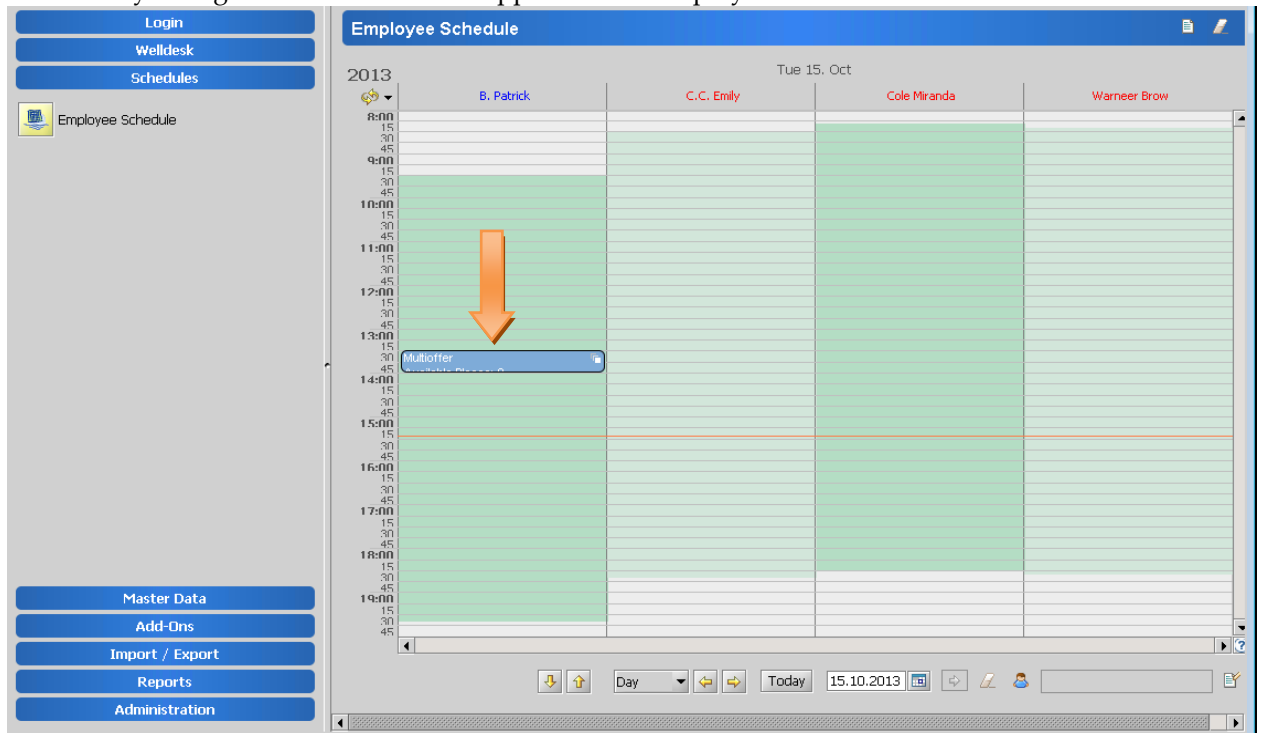 Login
Welldesk
Schedules
Employee Schedule
Master Data
Add-Ons
Import / Export
Reports
Administration
Employee Schedule
2013
Tue 15. Oct
B. Patrick
C.C. Emily
Cole Miranda
Warneer Brow
8:00
15
30
45
9:00
15
30
45
10:00
15
30
45
11:00
15
30
45
12:00
15
30
45
13:00
15
30
45
14:00
15
30
45
15:00
15
30
45
16:00
15
30
45
17:00
15
30
45
18:00
15
30
45
19:00
15
30
45
Multioffer
Day
Today
15.10.2013